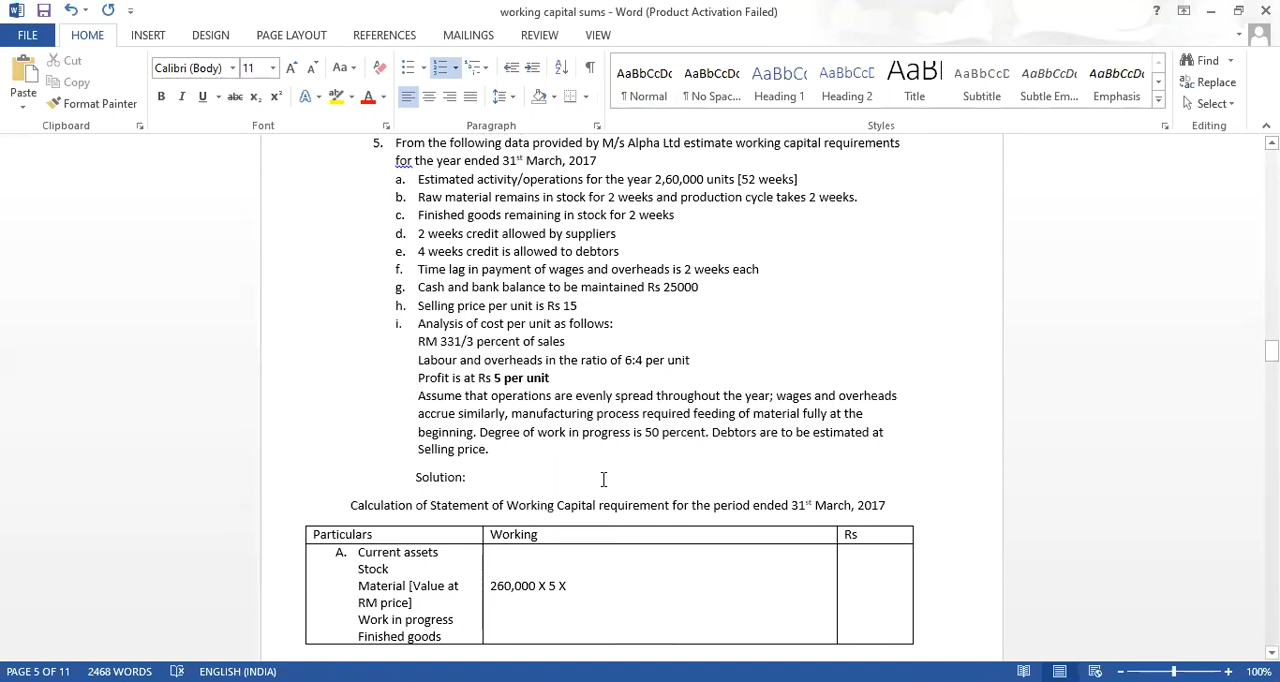 working capital sums - Word (Product Activation Failed)
FILE HOME INSERT DESIGN PAGE LAYOUT REFERENCES MAILINGS REVIEW VIEW
Paste
Cut
Copy
Format Painter
Clipboard
Calibri (Body) 11
Font
Paragraph
AaBbCcDc AaBbCcDc AaBbCc AaBbCcC AaBl AaBbCcD AaBbCcDt AaBbCcDt
¶ Normal ¶ No Spac... Heading 1 Heading 2 Title Subtitle Subtle Em... Emphasis
Styles
Find
Replace
Select
Editing
5. From the following data provided by M/s Alpha Ltd estimate working capital requirements
for the year ended 31st March, 2017
a. Estimated activity/operations for the year 2,60,000 units [52 weeks]
b. Raw material remains in stock for 2 weeks and production cycle takes 2 weeks.
c. Finished goods remaining in stock for 2 weeks
d. 2 weeks credit allowed by suppliers
e. 4 weeks credit is allowed to debtors
f. Time lag in payment of wages and overheads is 2 weeks each
g. Cash and bank balance to be maintained Rs 25000
h. Selling price per unit is Rs 15
i. Analysis of cost per unit as follows:
RM 331/3 percent of sales
Labour and overheads in the ratio of 6:4 per unit
Profit is at Rs 5 per unit
Assume that operations are evenly spread throughout the year; wages and overheads
accrue similarly, manufacturing process required feeding of material fully at the
beginning. Degree of work in progress is 50 percent. Debtors are to be estimated at
Selling price.
Solution:
Calculation of Statement of Working Capital requirement for the period ended 31st March, 2017
Particulars Working Rs
A. Current assets
Stock
Material [Value at 260,000 X 5 X
RM price]
Work in progress
Finished goods
PAGE 5 OF 11 2468 WORDS ENGLISH (INDIA) 100%